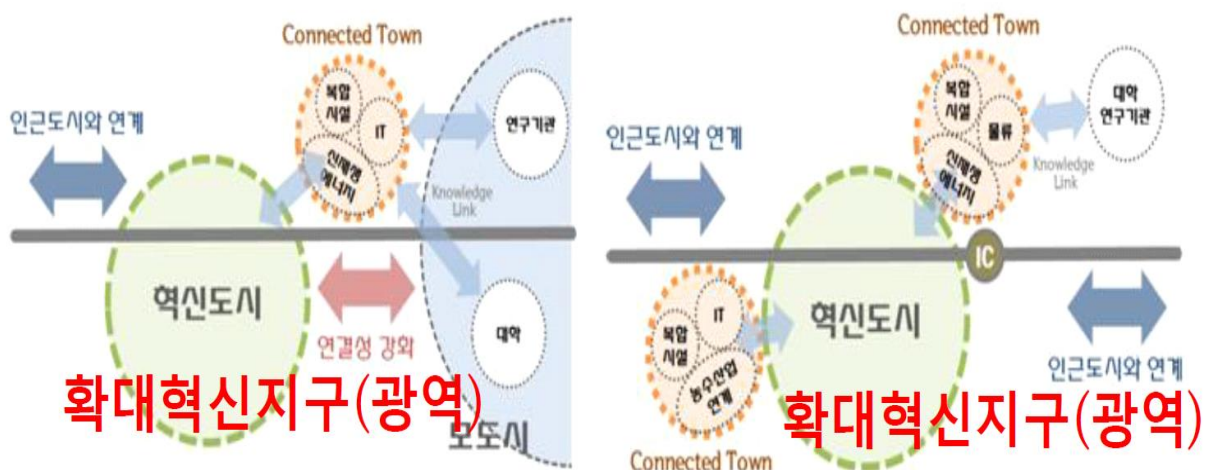 Connected Town
복합
시설
IT
신재생
에너지
연구기관
인근도시와 연계
Knowledge
Link
혁신도시
연결성 강화
대학
모도시
확대혁신지구(광역)
Connected Town
복합
시설
물류
신재생
에너지
대학
연구기관
Knowledge
Link
인근도시와 연계
IC
IT
복합
시설
농수산업
연계
혁신도시
인근도시와 연계
확대혁신지구(광역)
Connected Town